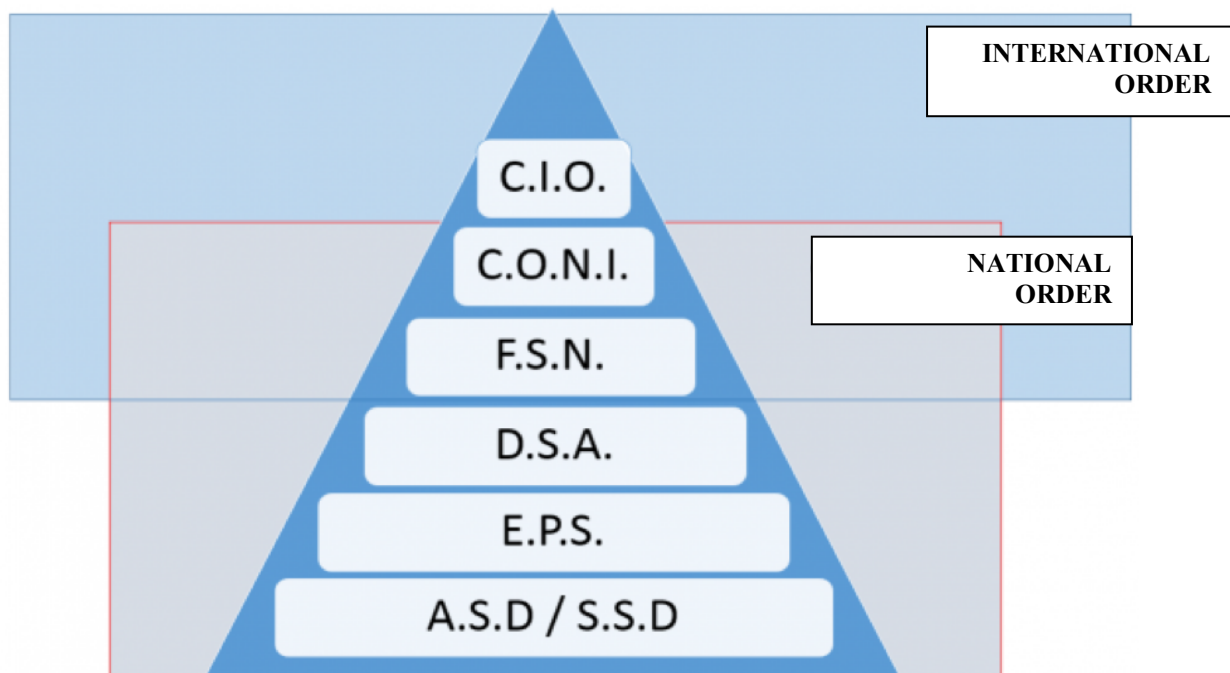 INTERNATIONAL
ORDER
C.I.O.
C.O.N.I.
NATIONAL
ORDER
F.S.N.
D.S.A.
E.P.S.
A.S.D / S.S.D